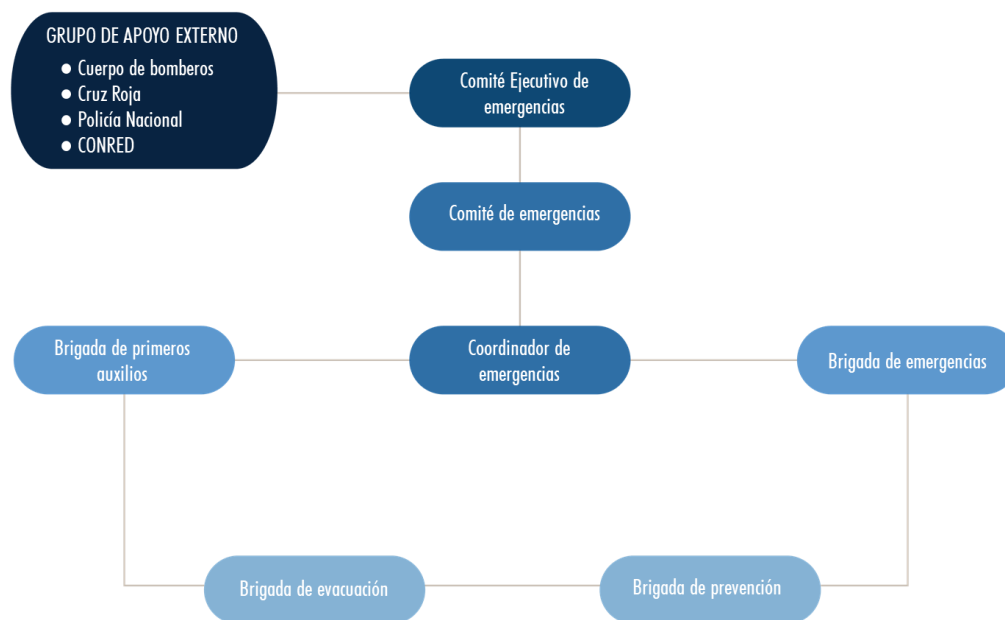 GRUPO DE APOYO EXTERNO
● Cuerpo de bomberos
● Cruz Roja
● Policía Nacional
● CONRED
Comité Ejecutivo de
emergencias
Comité de emergencias
Brigada de primeros
auxilios
Coordinador de
emergencias
Brigada de emergencias
Brigada de evacuación
Brigada de prevención